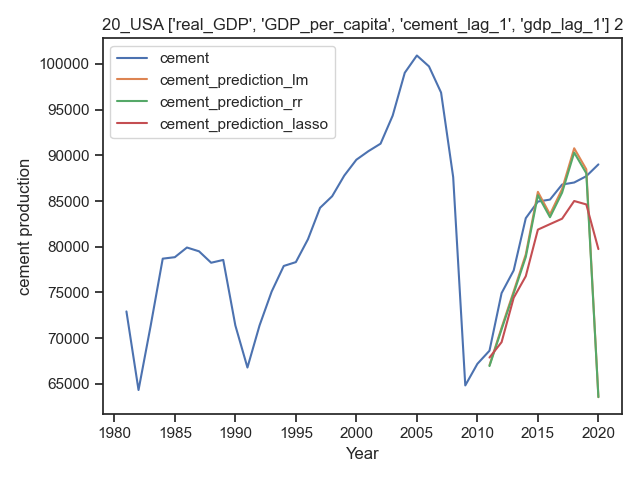 20_USA ['real_GDP', 'GDP_per_capita', 'cement_lag_1', 'gdp_lag_1'] 2
cement
cement_prediction_lm
cement_prediction_rr
cement_prediction_lasso
100000
95000
90000
85000
80000
75000
70000
65000
cement production
1980 1985 1990 1995 2000 2005 2010 2015 2020
Year